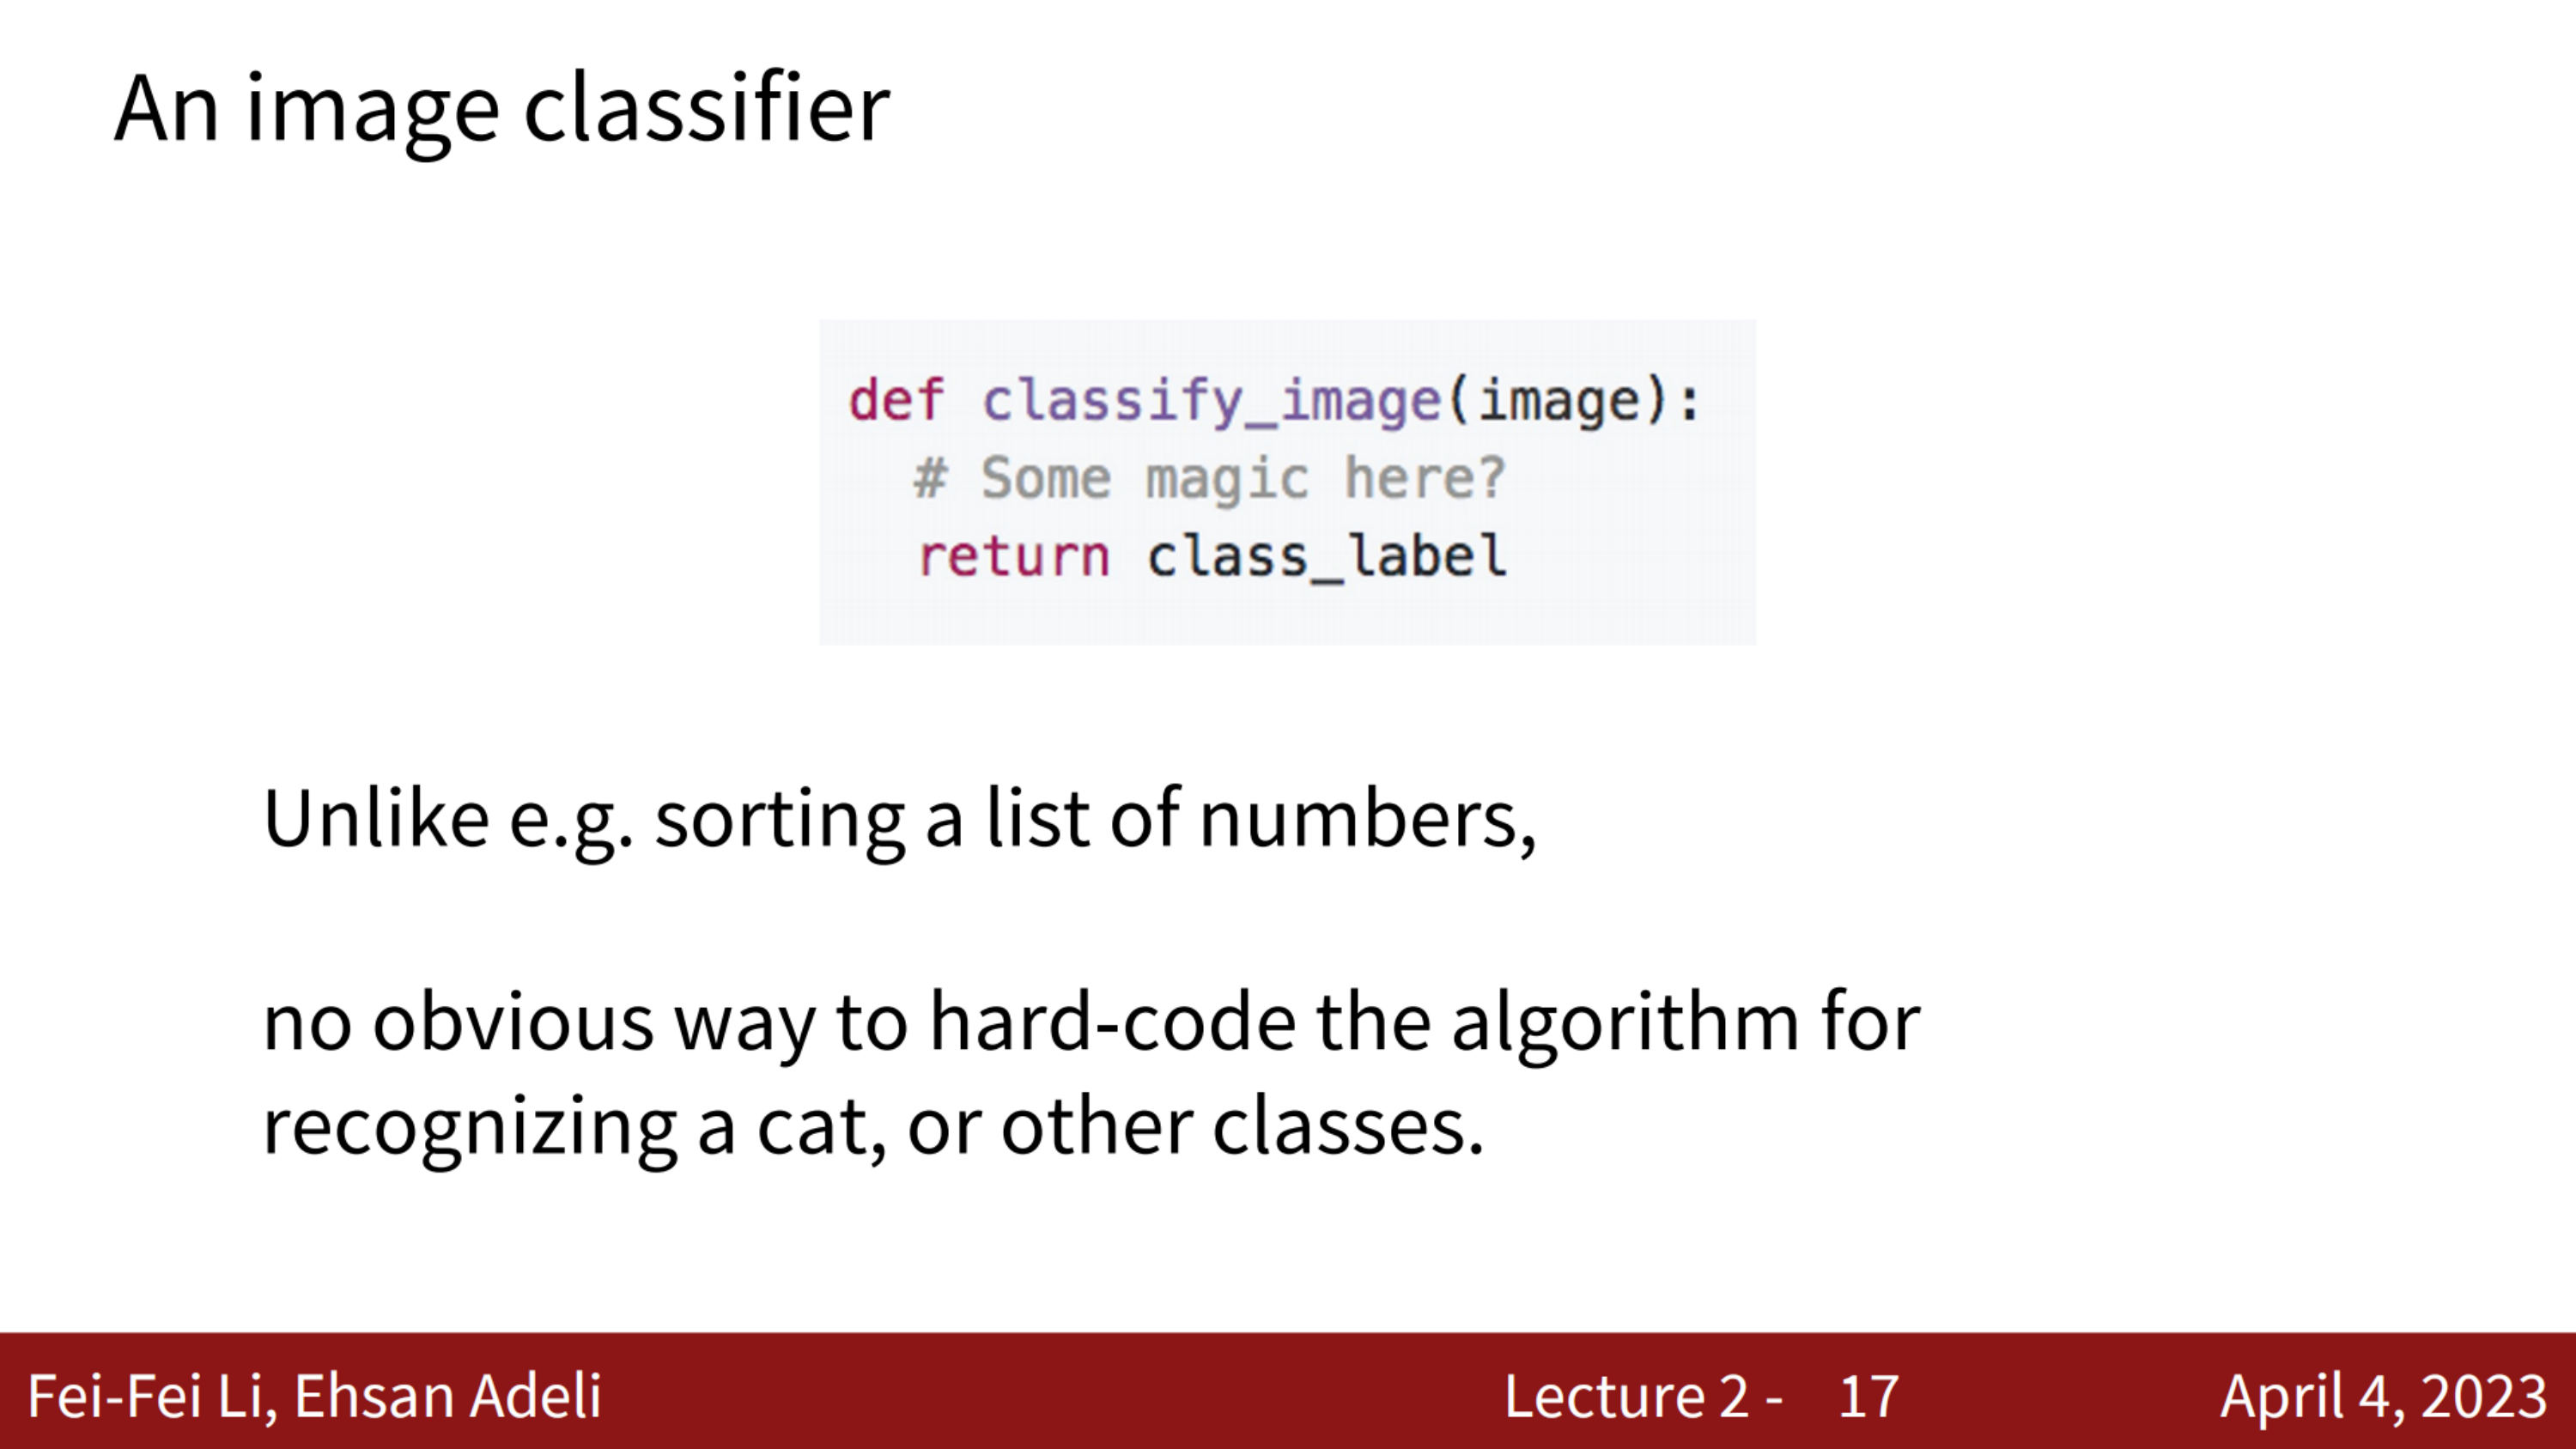 An image classifier
def classify_image(image):
  # Some magic here?
  return class_label
Unlike e.g. sorting a list of numbers,
no obvious way to hard-code the algorithm for
recognizing a cat, or other classes.
Fei-Fei Li, Ehsan Adeli
Lecture 2 - 17
April 4, 2023